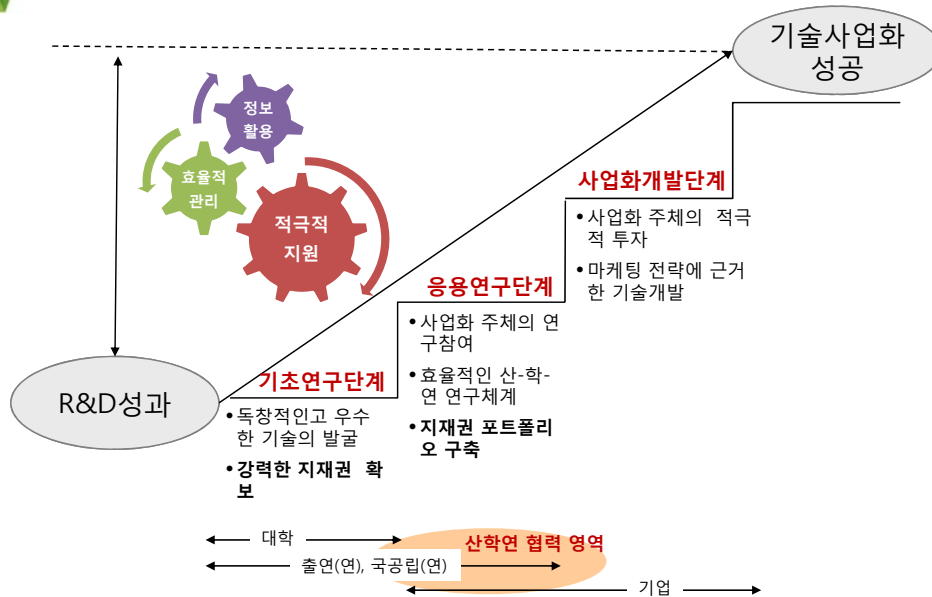 기술사업화
성공
정보
활용
효율적
관리
적극적
지원
사업화개발단계
•사업화 주체의 적극
적 투자
•마케팅 전략에 근거
한 기술개발
응용연구단계
•사업화 주체의 연
구참여
•효율적인 산-학-
연 연구체계
•지재권 포트폴리
오 구축
기초연구단계
•독창적인고 우수
한 기술의 발굴
•강력한 지재권 확
보
R&D성과
대학
산학연 협력 영역
출연(연), 국공립(연)
기업